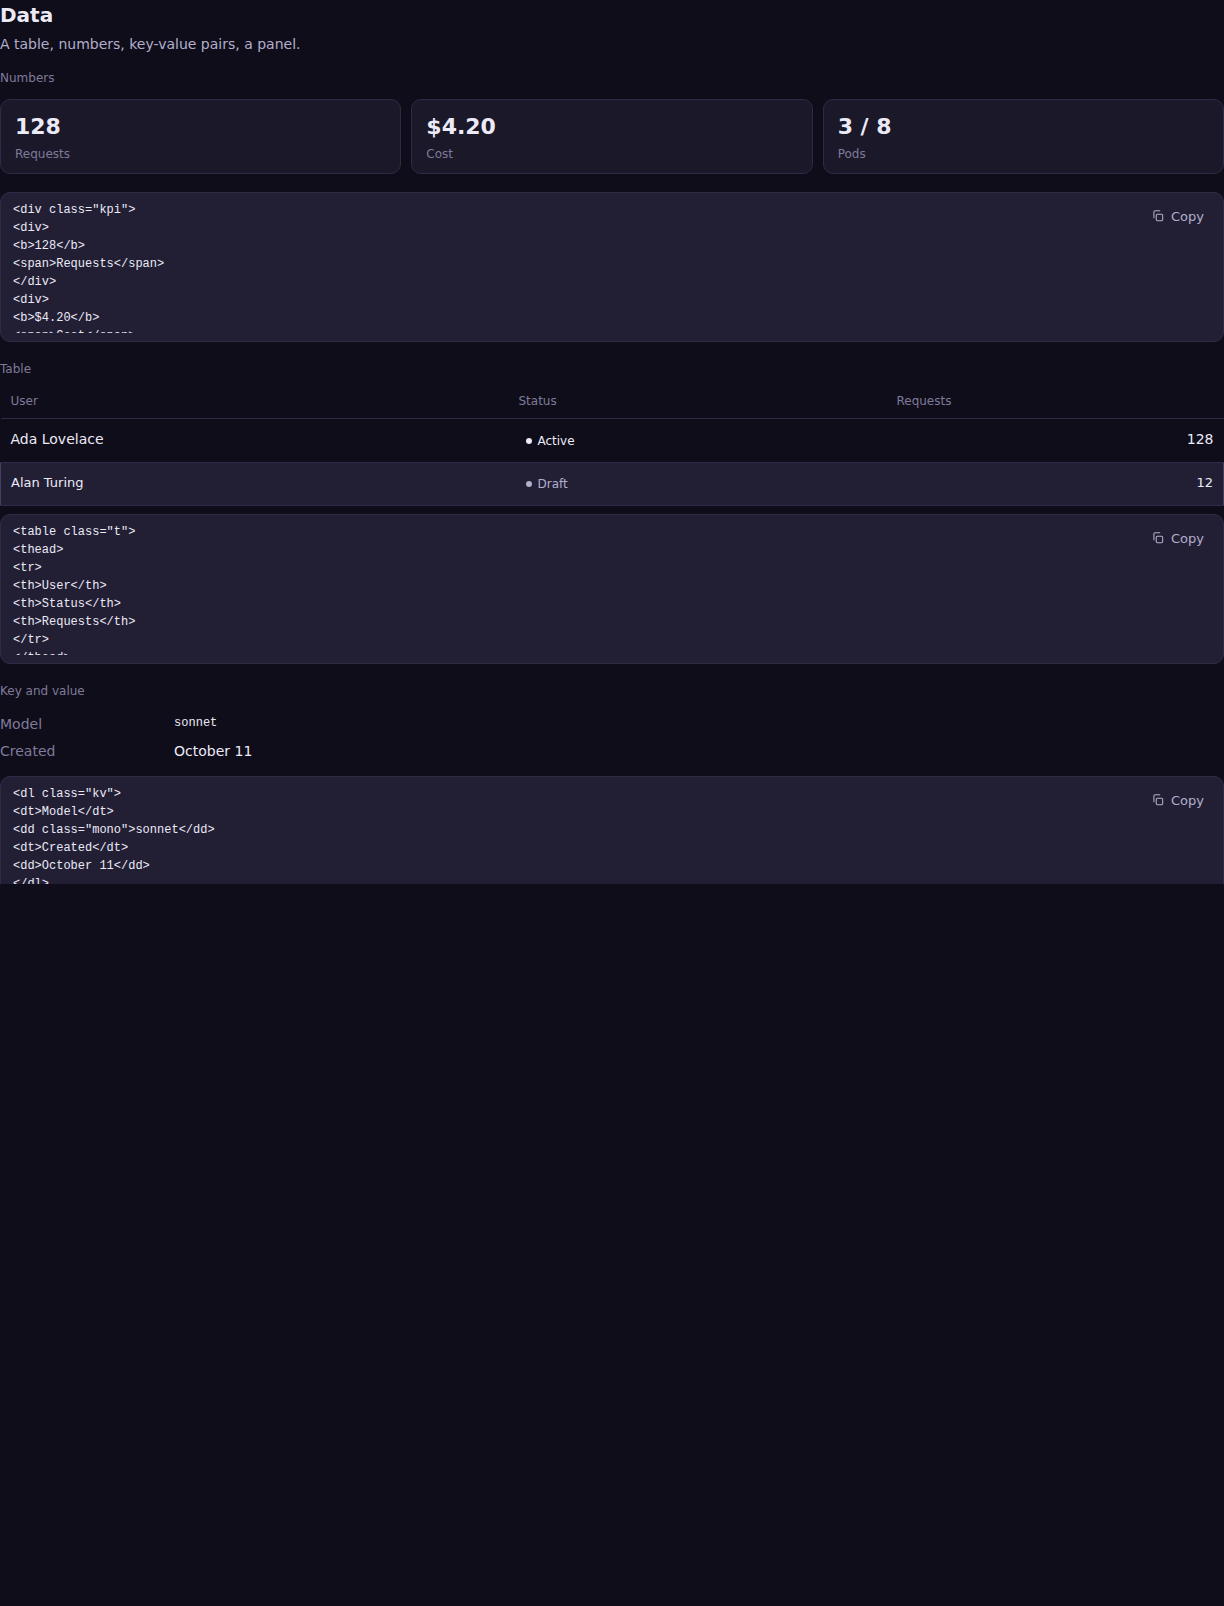 Data
A table, numbers, key-value pairs, a panel.
Numbers
128
Requests
$4.20
Cost
3 / 8
Pods
<div class="kpi">
<div>
<b>128</b>
<span>Requests</span>
</div>
<div>
<b>$4.20</b>
Copy
Table
User Status Requests
Ada Lovelace Active 128
Alan Turing Draft 12
<table class="t">
<thead>
<tr>
<th>User</th>
<th>Status</th>
<th>Requests</th>
</tr>
Copy
Key and value
Model sonnet
Created October 11
<dl class="kv">
<dt>Model</dt>
<dd class="mono">sonnet</dd>
<dt>Created</dt>
<dd>October 11</dd>
</dl>
Copy